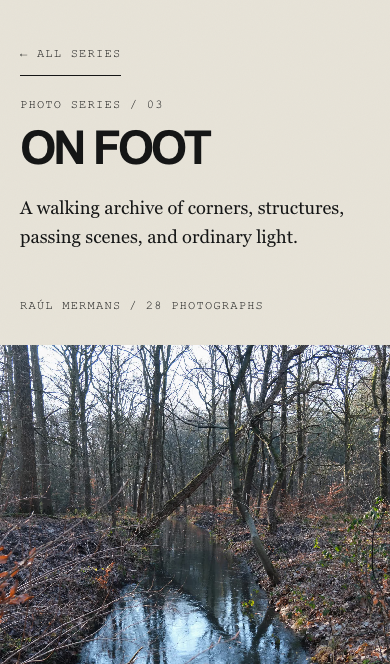 ← ALL SERIES
PHOTO SERIES / 03
ON FOOT
A walking archive of corners, structures,
passing scenes, and ordinary light.
RAÚL MERMANS / 28 PHOTOGRAPHS